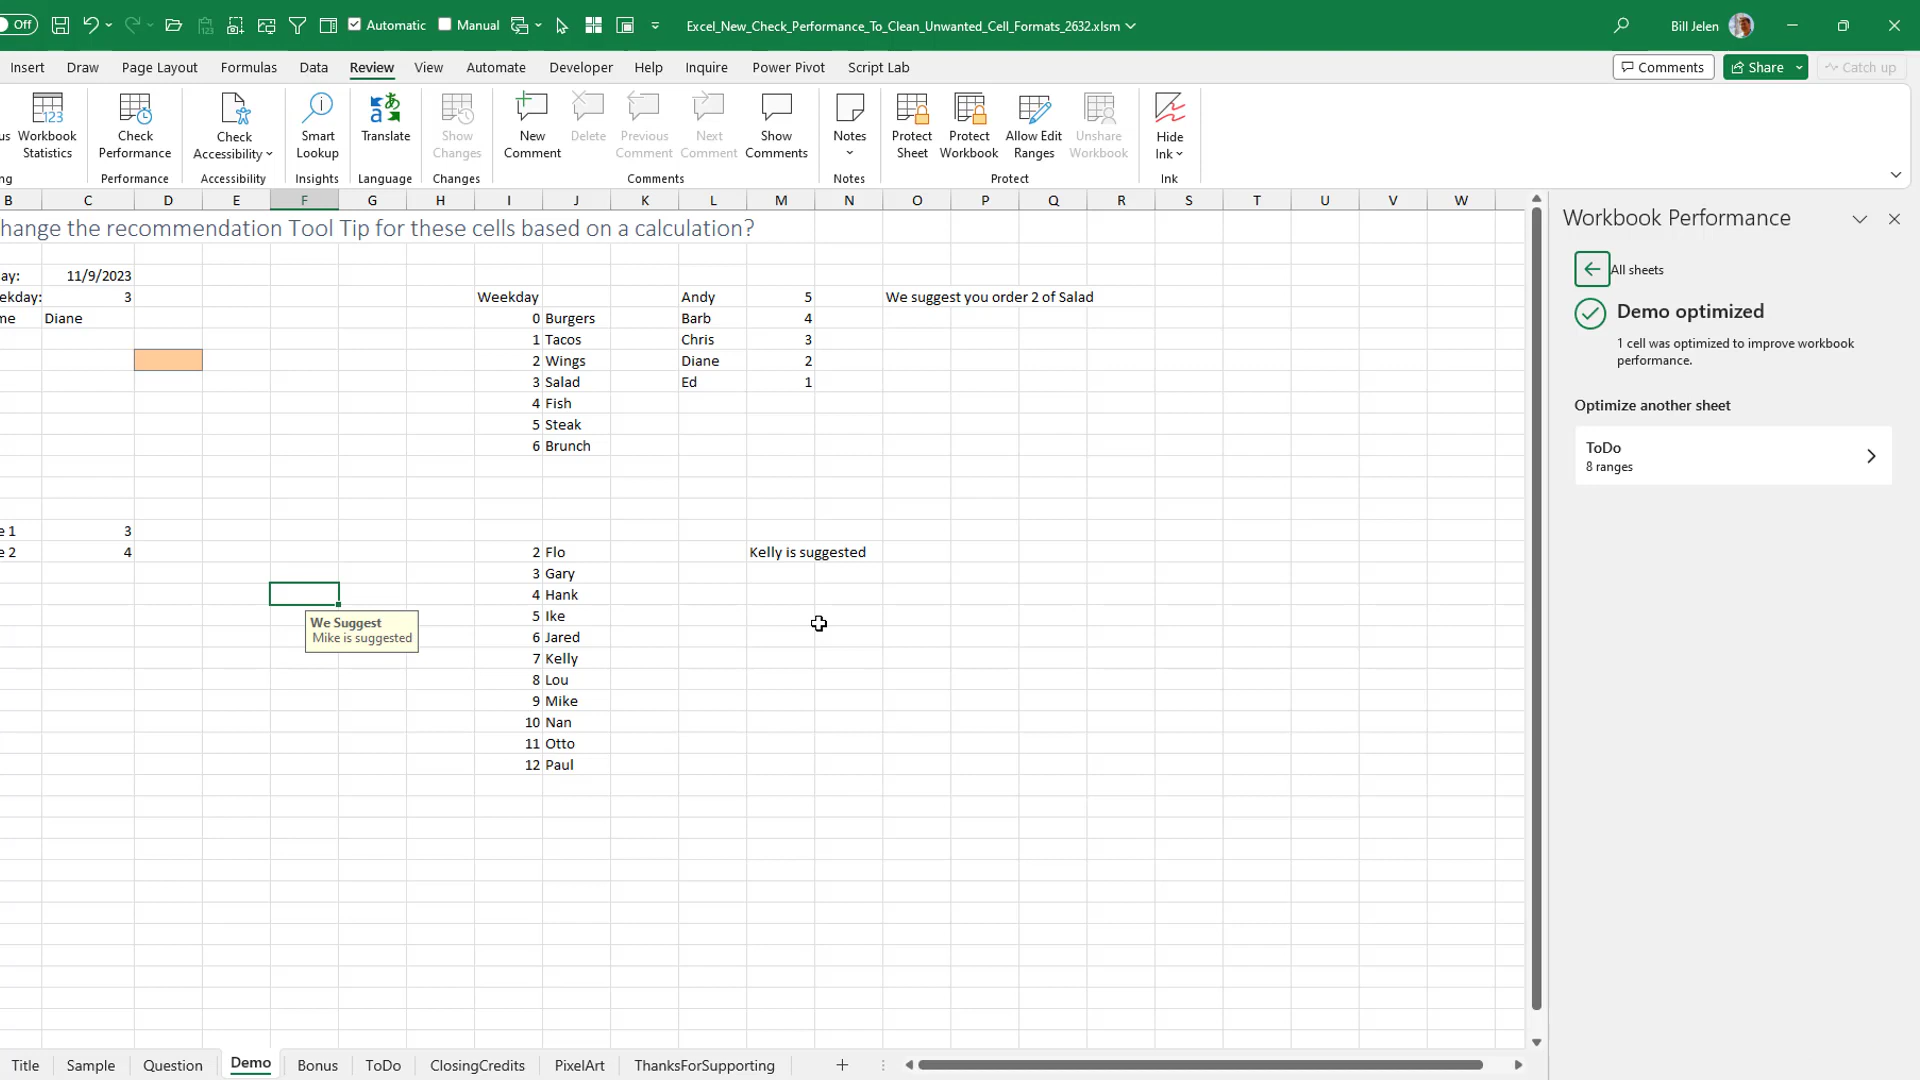 Off Automatic Manual Excel_New_Check_Performance_To_Clean_Unwanted_Cell_Formats_2632.xlsm Bill Jelen
Insert Draw Page Layout Formulas Data Review View Automate Developer Help Inquire Power Pivot Script Lab Comments Share Catch up
us Workbook Statistics
Check Performance
Check Accessibility
Smart Lookup
Translate
Show Changes
New Comment
Delete
Previous Comment
Next Comment
Show Comments
Notes
Protect Sheet
Protect Workbook
Allow Edit Ranges
Unshare Workbook
Hide Ink
ng Performance Accessibility Insights Language Changes Comments Notes Protect Ink
B C D E F G H I J K L M N O P Q R S T U V W
hange the recommendation Tool Tip for these cells based on a calculation?
ay: 11/9/2023
ekday: 3 Weekday Andy 5 We suggest you order 2 of Salad
me Diane 0 Burgers Barb 4
1 Tacos Chris 3
2 Wings Diane 2
3 Salad Ed 1
4 Fish
5 Steak
6 Brunch
e 1 3
e 2 4 2 Flo Kelly is suggested
3 Gary
4 Hank
5 Ike
6 Jared
7 Kelly
8 Lou
9 Mike
10 Nan
11 Otto
12 Paul
We Suggest
Mike is suggested
Workbook Performance
All sheets
Demo optimized
1 cell was optimized to improve workbook
performance.
Optimize another sheet
ToDo
8 ranges
Title Sample Question Demo Bonus ToDo ClosingCredits PixelArt ThanksForSupporting